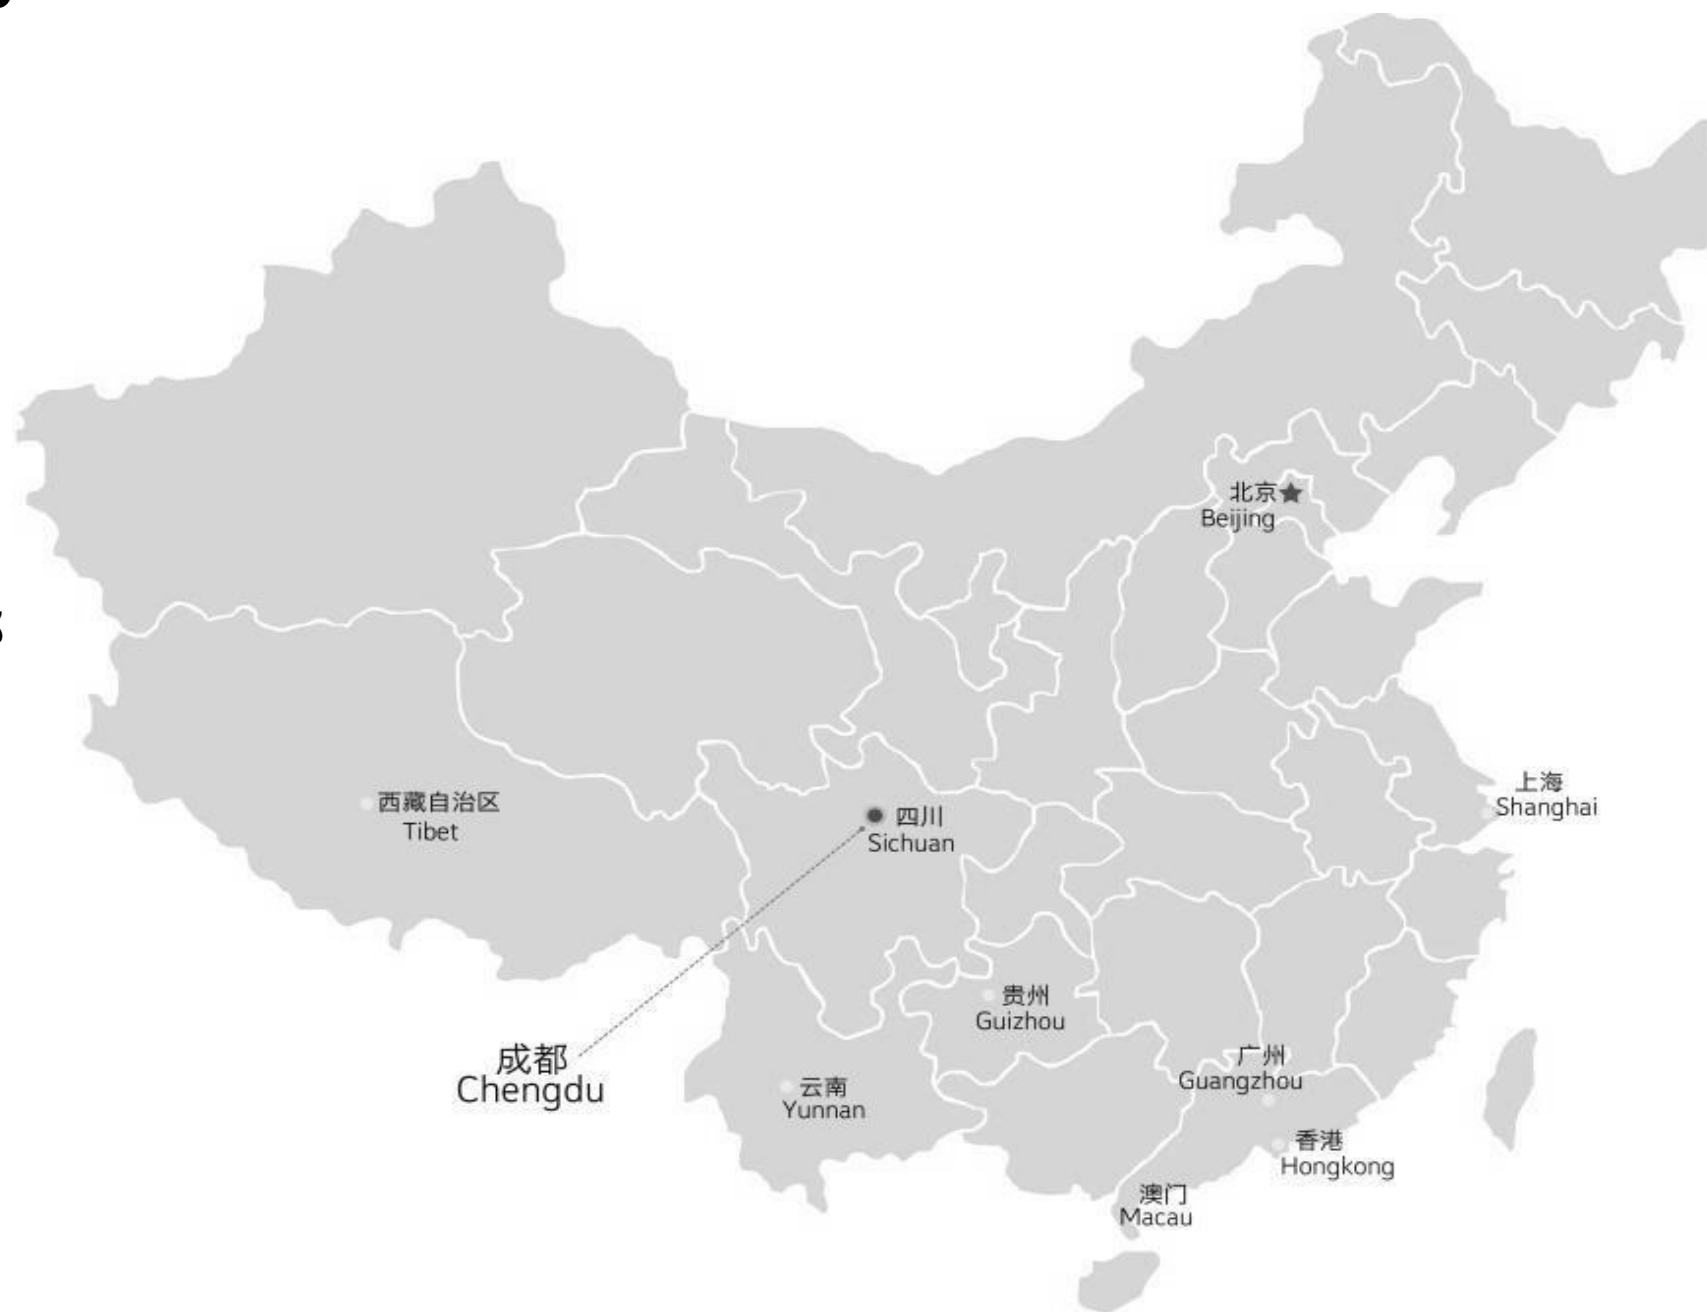 北京
Beijing
上海
Shanghai
西藏自治区
Tibet
四川
Sichuan
贵州
Guizhou
成都
Chengdu
云南
Yunnan
广州
Guangzhou
香港
Hongkong
澳门
Macau